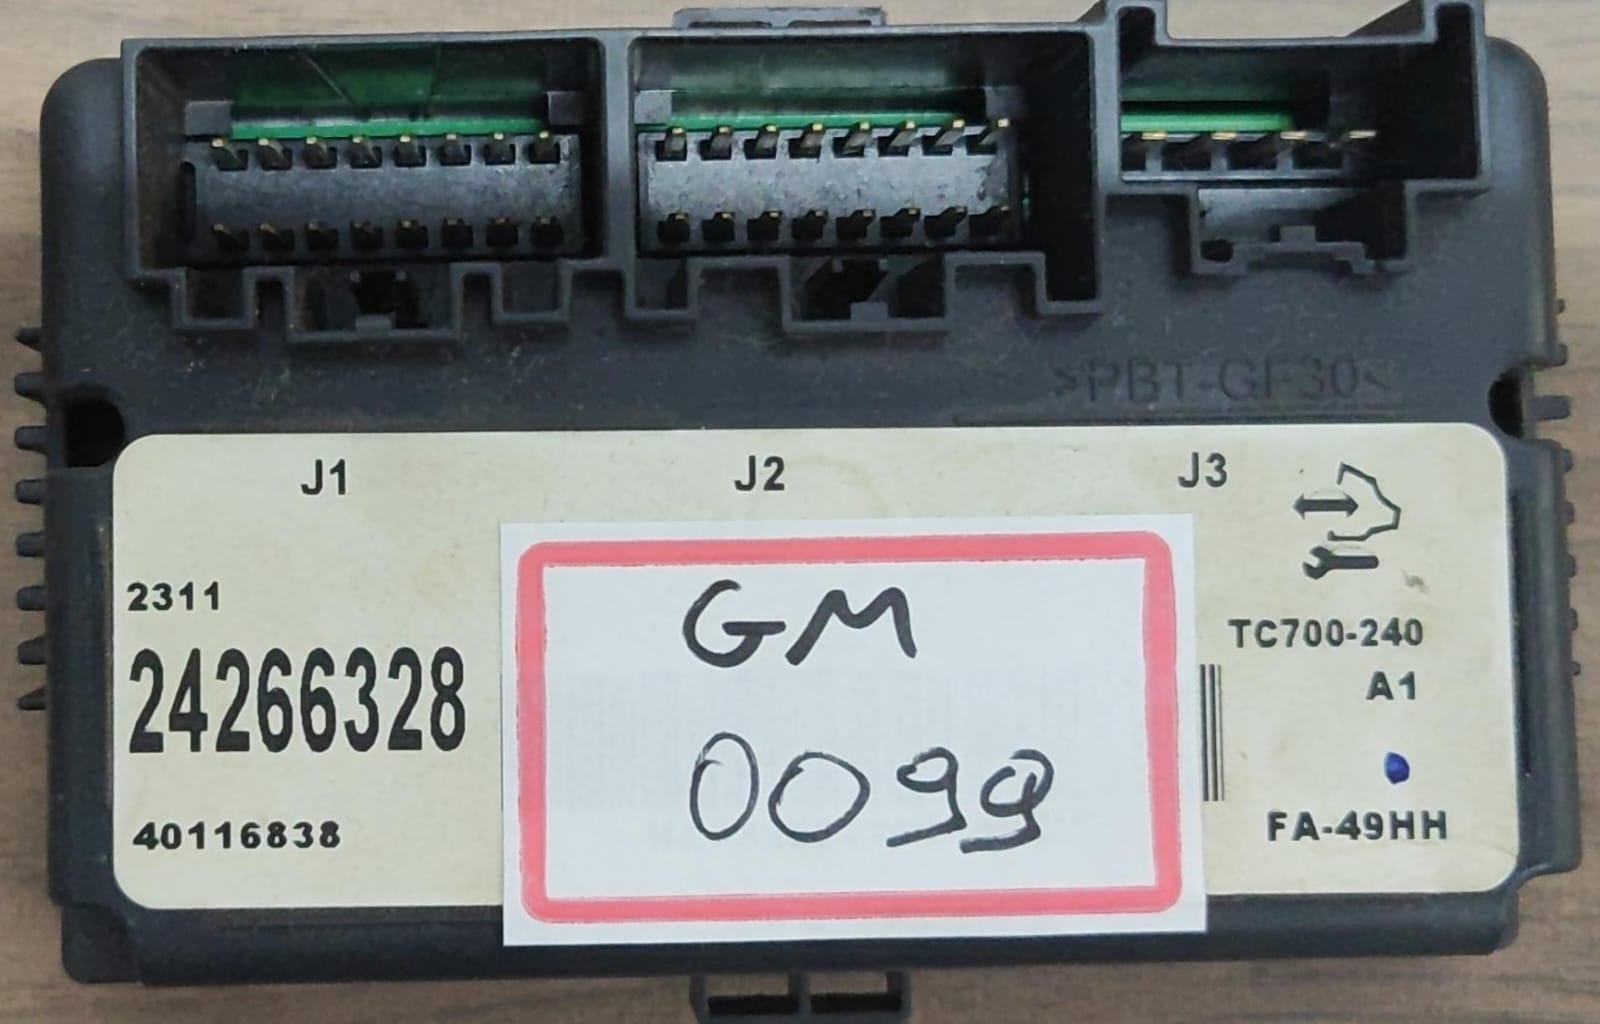 >PBT-GF30<
J1 J2 J3
2311
24266328
40116838
GM
0099
TC700-240
A1
FA-49HH